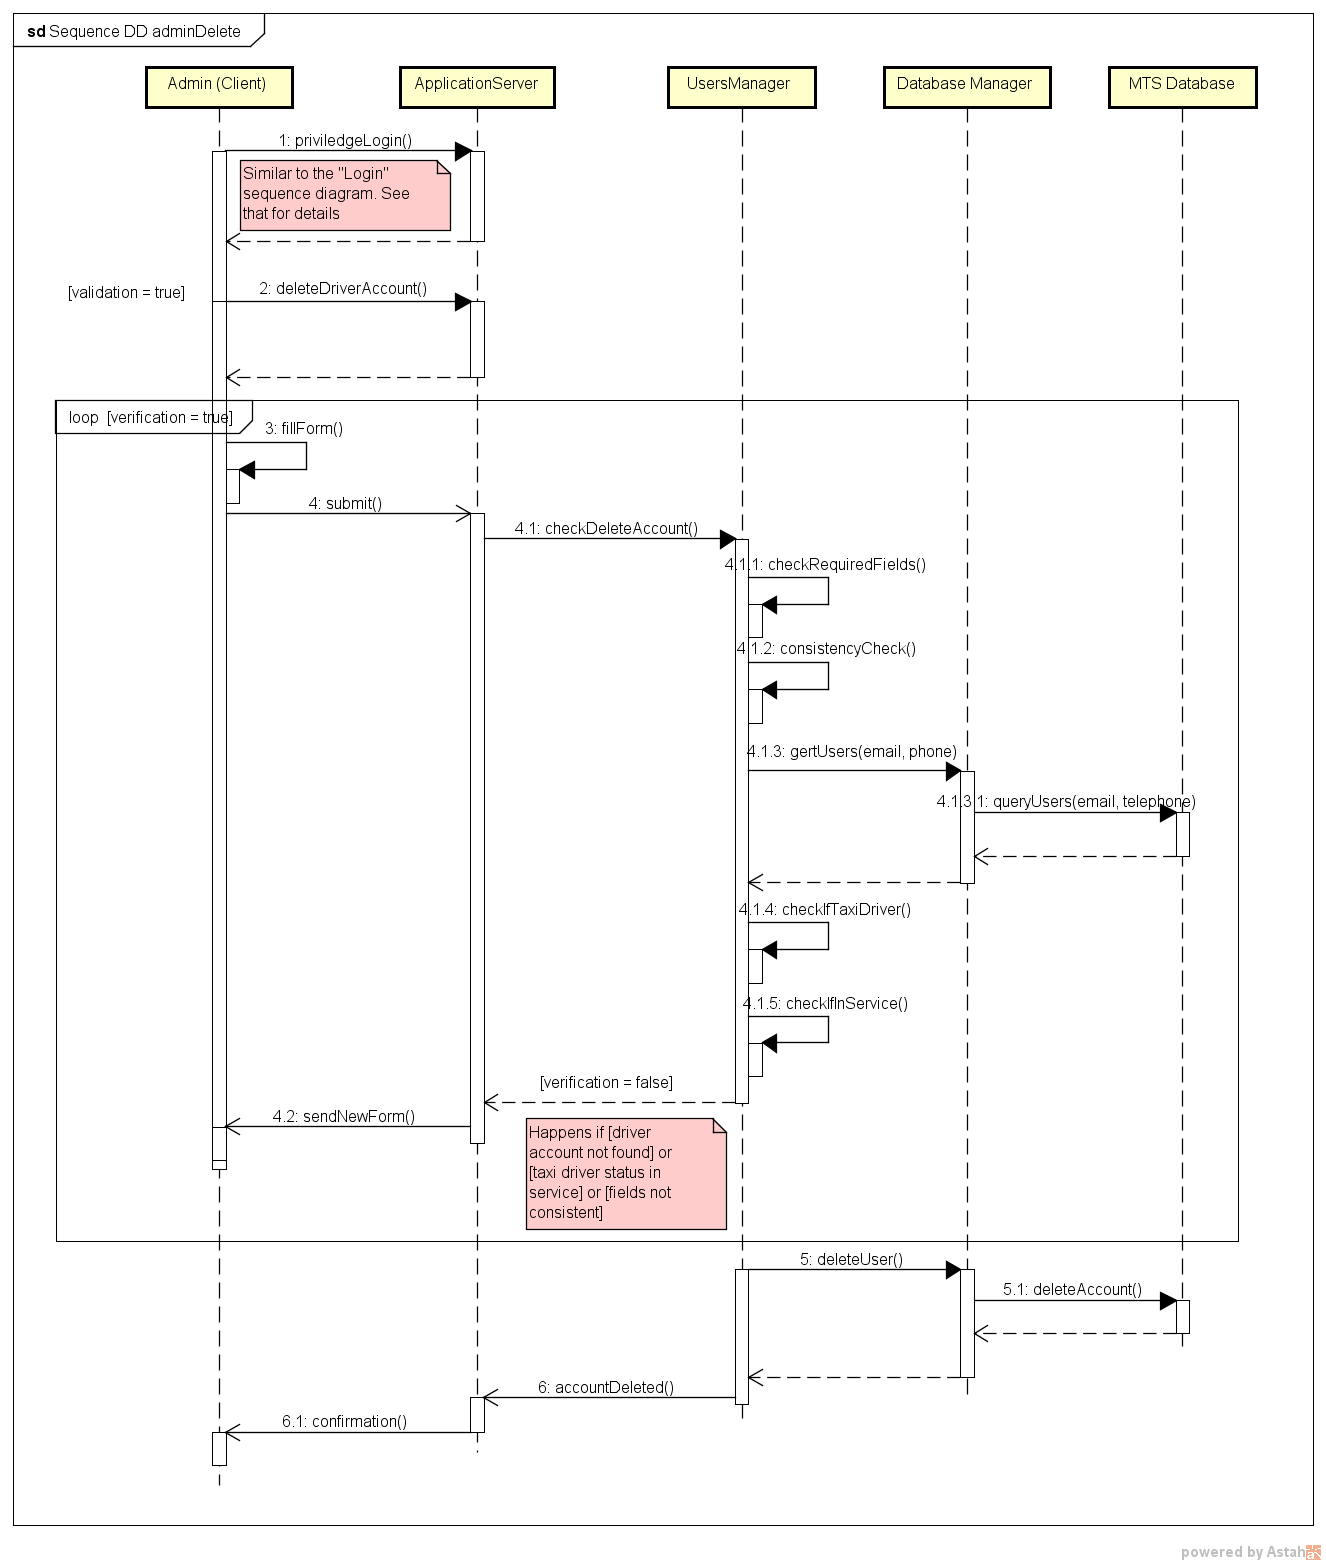 sd Sequence DD adminDelete
Admin (Client)
ApplicationServer
UsersManager
Database Manager
MTS Database
1: priviledgeLogin()
Similar to the "Login"
sequence diagram. See
that for details
[validation = true]
2: deleteDriverAccount()
loop [verification = true]
3: fillForm()
4: submit()
4.1: checkDeleteAccount()
4.1.1: checkRequiredFields()
4.1.2: consistencyCheck()
4.1.3: gertUsers(email, phone)
4.1.3.1: queryUsers(email, telephone)
4.1.4: checkIfTaxiDriver()
4.1.5: checkIfInService()
[verification = false]
4.2: sendNewForm()
Happens if [driver
account not found] or
[taxi driver status in
service] or [fields not
consistent]
5: deleteUser()
5.1: deleteAccount()
6: accountDeleted()
6.1: confirmation()
powered by Astah